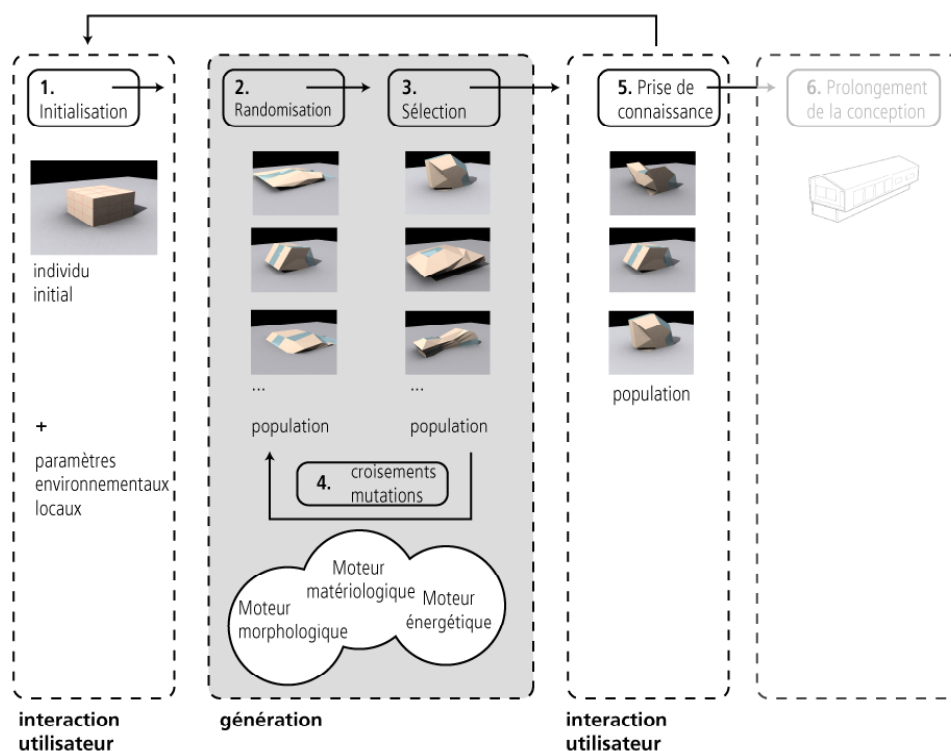 1.
Initialisation
individu
initial
+
paramètres
environnementaux
locaux
interaction
utilisateur
2.
Randomisation
3.
Sélection
...
...
population
population
4.
croisements
mutations
Moteur
matériologique
Moteur
morphologique
Moteur
énergétique
génération
5. Prise de
connaissance
population
interaction
utilisateur
6. Prolongement
de la conception